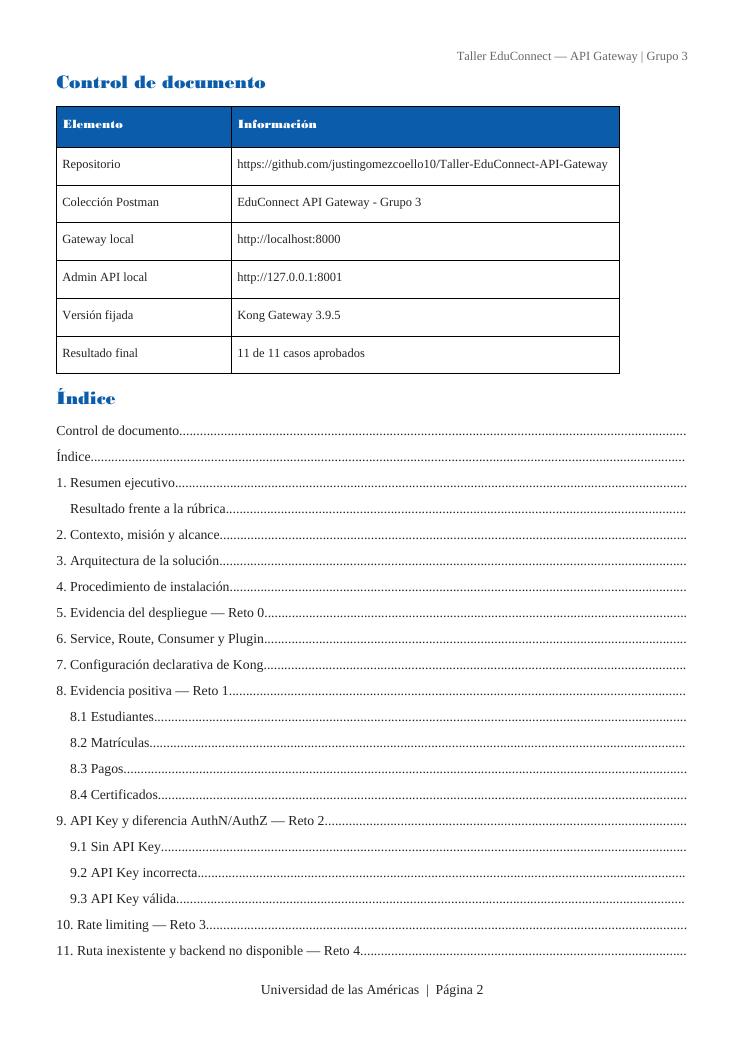 Taller EduConnect — API Gateway | Grupo 3
Control de documento
Elemento Información
Repositorio https://github.com/justingomezcoello10/Taller-EduConnect-API-Gateway
Colección Postman EduConnect API Gateway - Grupo 3
Gateway local http://localhost:8000
Admin API local http://127.0.0.1:8001
Versión fijada Kong Gateway 3.9.5
Resultado final 11 de 11 casos aprobados
Índice
Control de documento
Índice
1. Resumen ejecutivo
Resultado frente a la rúbrica
2. Contexto, misión y alcance
3. Arquitectura de la solución
4. Procedimiento de instalación
5. Evidencia del despliegue — Reto 0
6. Service, Route, Consumer y Plugin
7. Configuración declarativa de Kong
8. Evidencia positiva — Reto 1
8.1 Estudiantes
8.2 Matrículas
8.3 Pagos
8.4 Certificados
9. API Key y diferencia AuthN/AuthZ — Reto 2
9.1 Sin API Key
9.2 API Key incorrecta
9.3 API Key válida
10. Rate limiting — Reto 3
11. Ruta inexistente y backend no disponible — Reto 4
Universidad de las Américas | Página 2